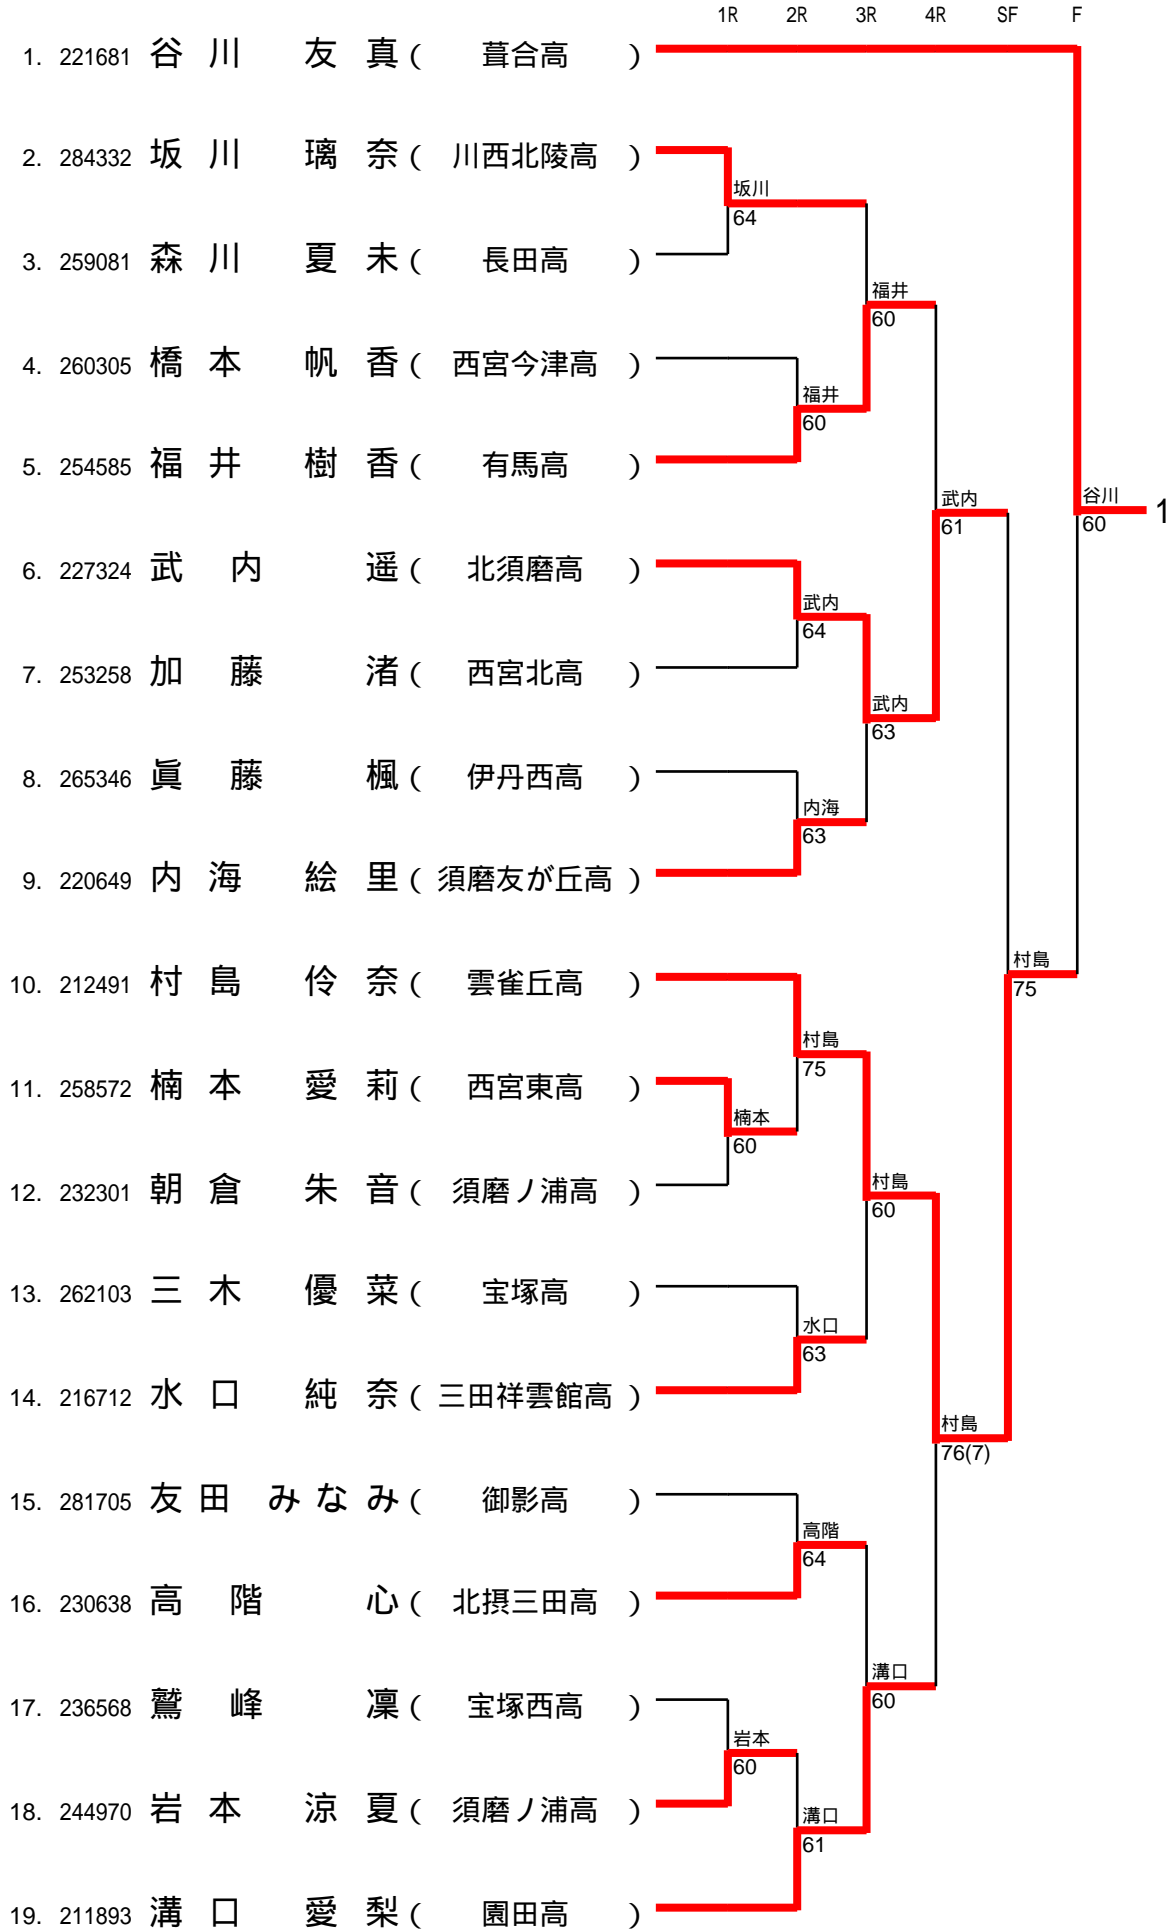 1R 2R 3R 4R SF F
1. 221681 谷川 友真 ( 葺合高 )
2. 284332 坂川 璃奈 ( 川西北陵高 )
坂川
64
3. 259081 森川 夏未 ( 長田高 )
福井
60
4. 260305 橋本 帆香 ( 西宮今津高 )
福井
60
5. 254585 福井 樹香 ( 有馬高 )
武内
61
谷川
60
1
6. 227324 武内 遥 ( 北須磨高 )
武内
64
7. 253258 加藤 渚 ( 西宮北高 )
武内
63
8. 265346 眞藤 楓 ( 伊丹西高 )
内海
63
9. 220649 内海 絵里 ( 須磨友が丘高 )
村島
75
10. 212491 村島 伶奈 ( 雲雀丘高 )
村島
75
11. 258572 楠本 愛莉 ( 西宮東高 )
楠本
60
12. 232301 朝倉 朱音 ( 須磨ノ浦高 )
村島
60
13. 262103 三木 優菜 ( 宝塚高 )
水口
63
14. 216712 水口 純奈 ( 三田祥雲館高 )
村島
76(7)
15. 281705 友田 みなみ ( 御影高 )
高階
64
16. 230638 高階 心 ( 北摂三田高 )
溝口
60
17. 236568 鷲峰 凜 ( 宝塚西高 )
岩本
60
18. 244970 岩本 涼夏 ( 須磨ノ浦高 )
溝口
61
19. 211893 溝口 愛梨 ( 園田高 )